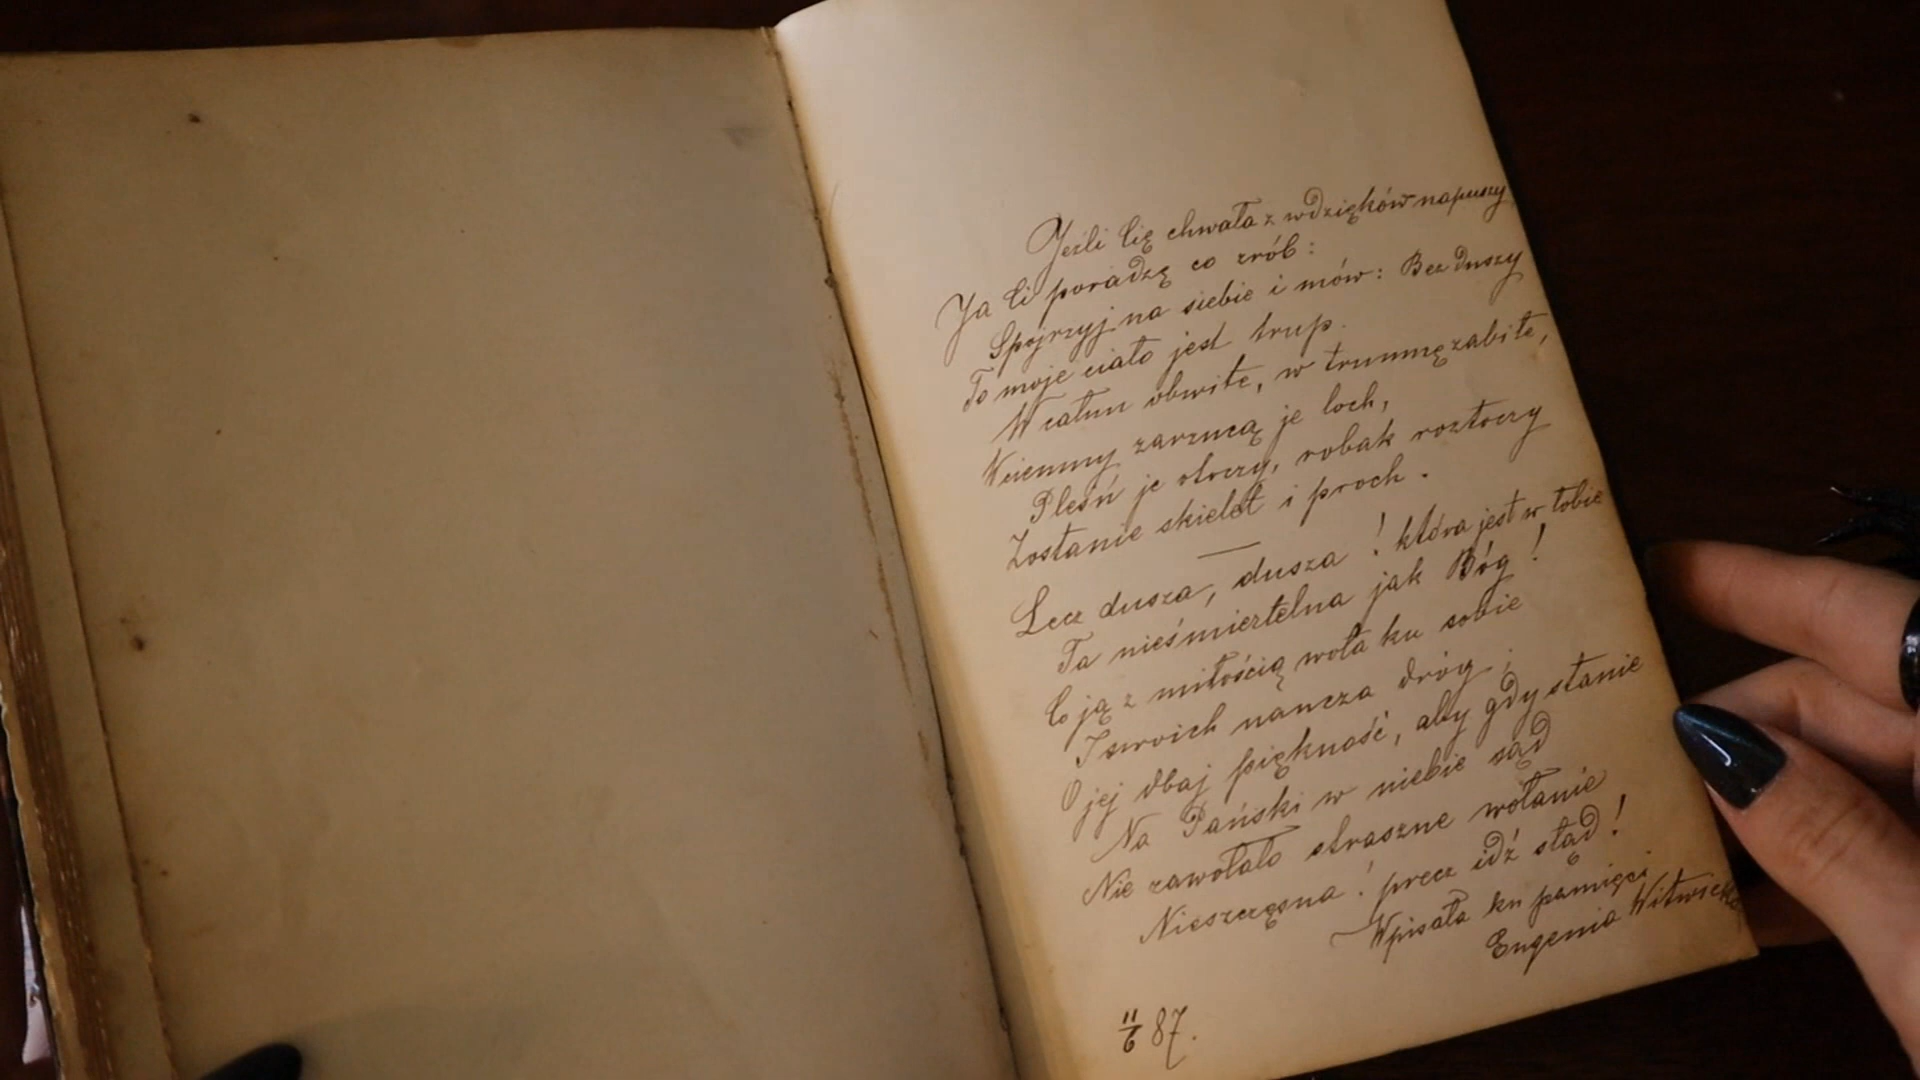 Jeźli Cię chwała z wdzięków napuszy
Ja Ci poradzę co zrób:
Spojrzyj na siebie i mów: Bez duszy
To moje ciało jest trup.
W całun obwite, w trumnę zabite,
W ciemny zarzucą je loch,
Pleśń je otoczy, robak roztoczy
Zostanie skielet i proch.
Lecz dusza, dusza! która jest w tobie
Ta nieśmiertelna jak Bóg!
Co ją z miłością woła ku sobie
I swoich naucza dróg;
O jej dbaj piękność, aby gdy stanie
Na Pański w niebie sąd
Nie zawołało straszne wołanie
Nieszczęsna! precz idź stąd!
Wpisała ku pamięci
Eugenia Witwicka
11/6 87.